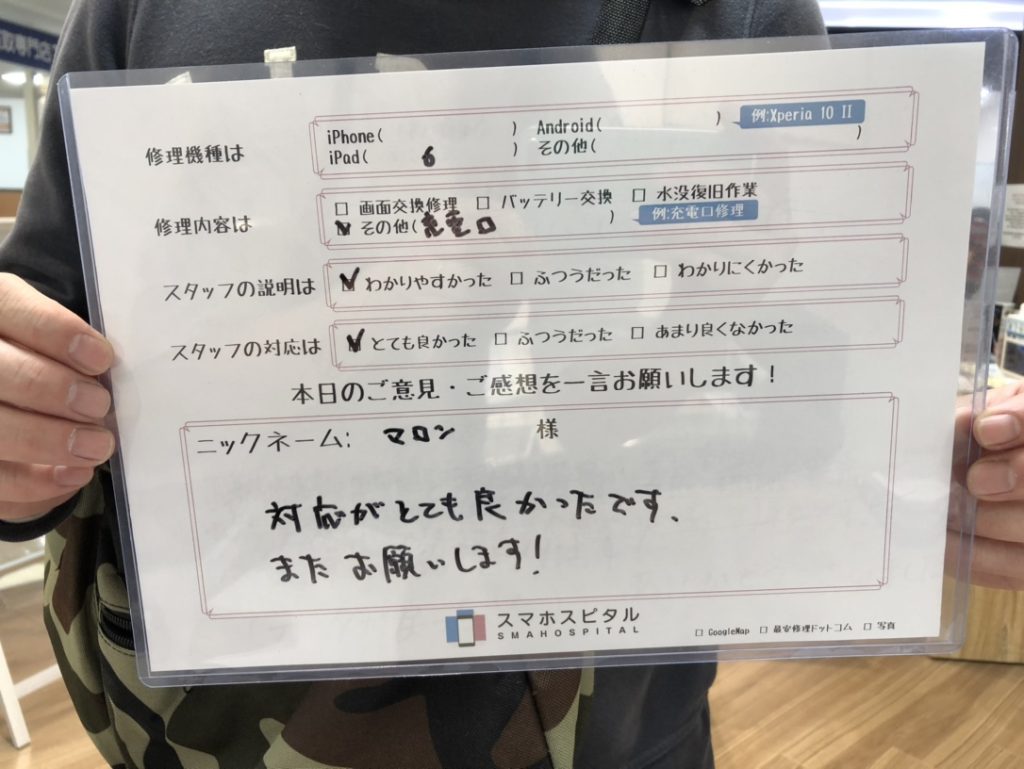 取専門店
修理機種は
iPhone( ) Android( ) 例:Xperia 10 II
iPad( 6 ) その他( )
修理内容は
□ 画面交換修理 □ バッテリー交換 □ 水没復旧作業
☑ その他(充電口 ) 例:充電口修理
スタッフの説明は ☑ わかりやすかった □ ふつうだった □ わかりにくかった
スタッフの対応は ☑ とても良かった □ ふつうだった □ あまり良くなかった
本日のご意見・ご感想を一言お願いします!
ニックネーム: マロン 様
対応がとても良かったです、
またお願いします!
スマホスピタル
SMAHOSPITAL
□ GoogleMap □ 最安修理ドットコム □ 写真